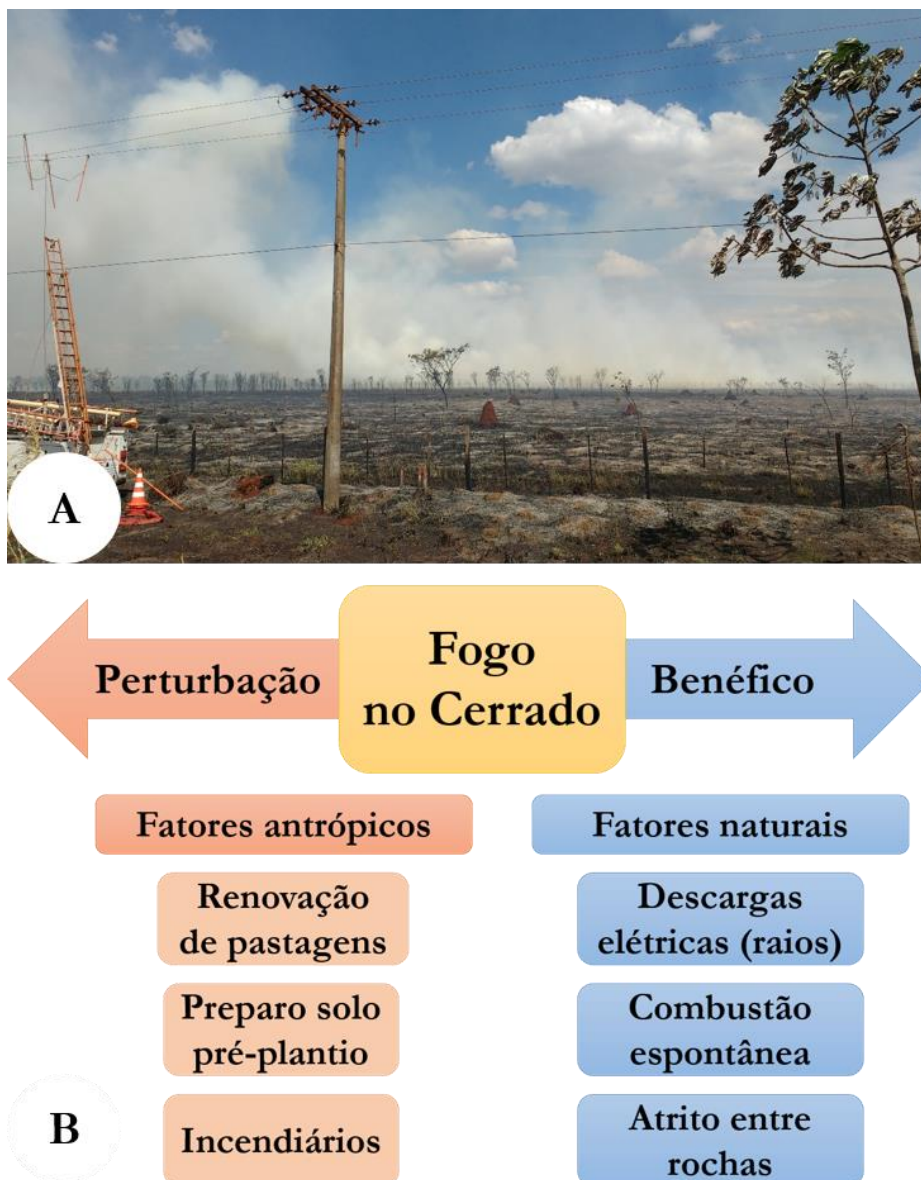 A
Perturbação
Fogo
no Cerrado
Benéfico
Fatores antrópicos
Fatores naturais
Renovação
de pastagens
Descargas
elétricas (raios)
Preparo solo
pré-plantio
Combustão
espontânea
B
Incendiários
Atrito entre
rochas